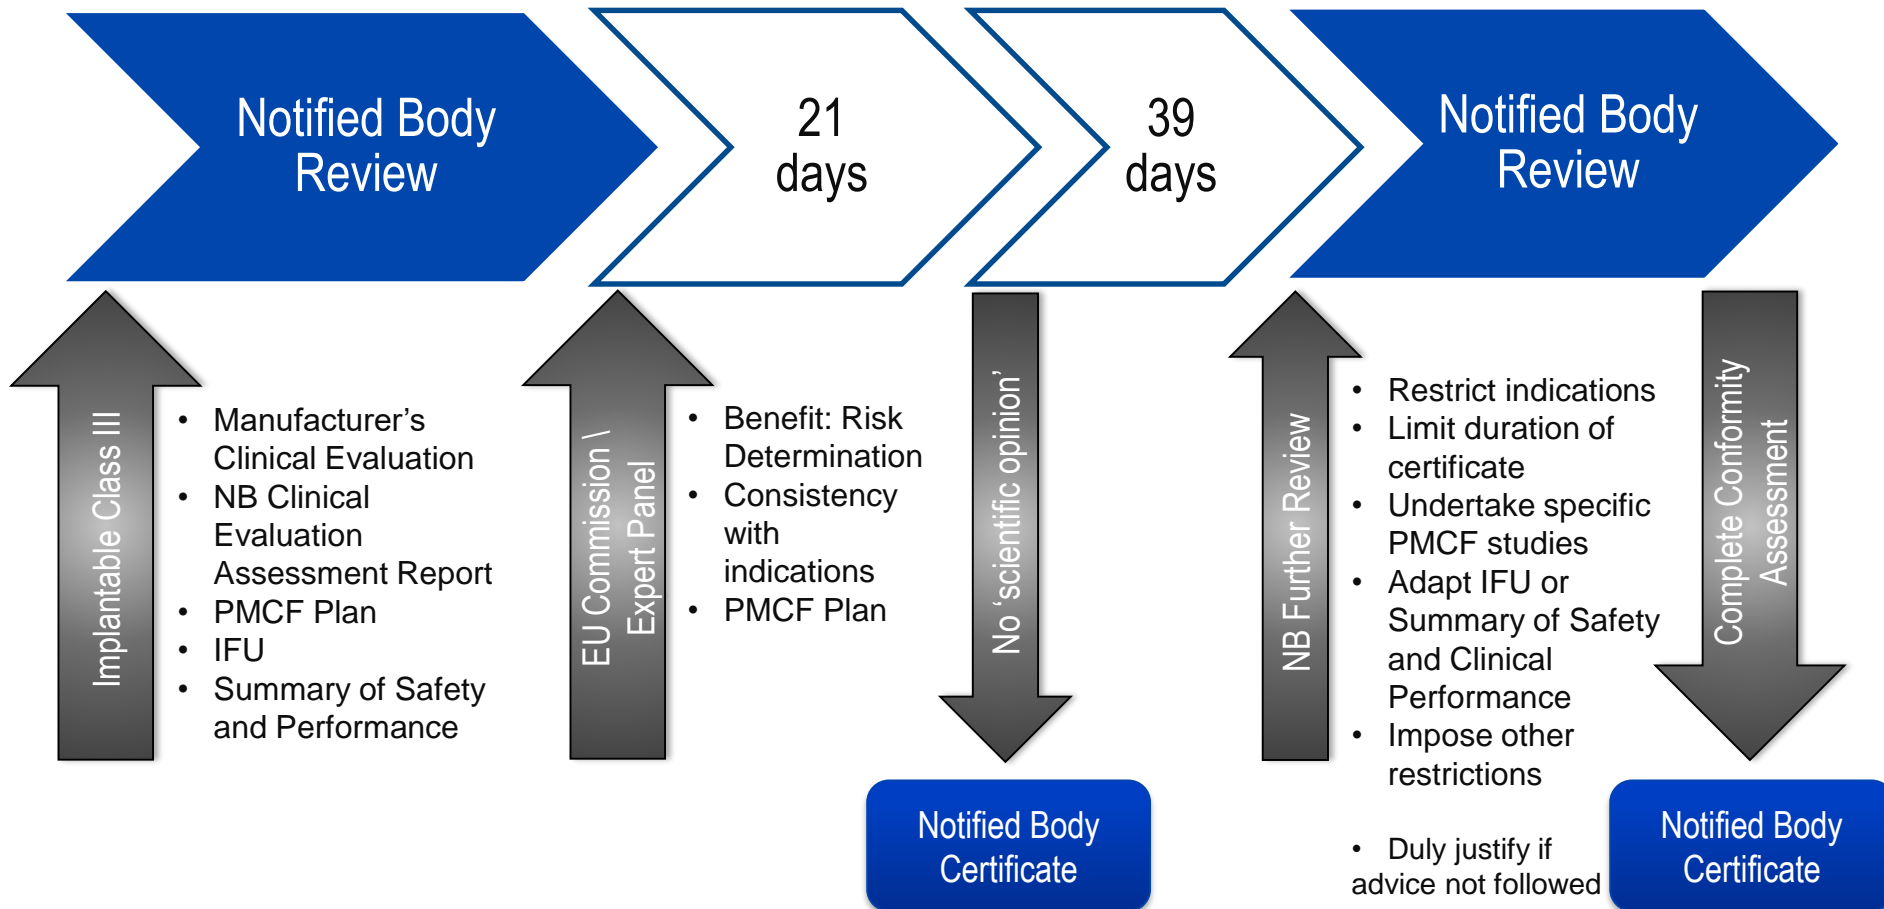 Notified Body
Review
21
days
39
days
Notified Body
Review
Implantable Class III
• Manufacturer’s
Clinical Evaluation
• NB Clinical
Evaluation
Assessment Report
• PMCF Plan
• IFU
• Summary of Safety
and Performance
EU Commission \
Expert Panel
• Benefit: Risk
Determination
• Consistency
with
indications
• PMCF Plan
No ‘scientific opinion’
Notified Body
Certificate
NB Further Review
• Restrict indications
• Limit duration of
certificate
• Undertake specific
PMCF studies
• Adapt IFU or
Summary of Safety
and Clinical
Performance
• Impose other
restrictions
• Duly justify if
advice not followed
Complete Conformity
Assessment
Notified Body
Certificate